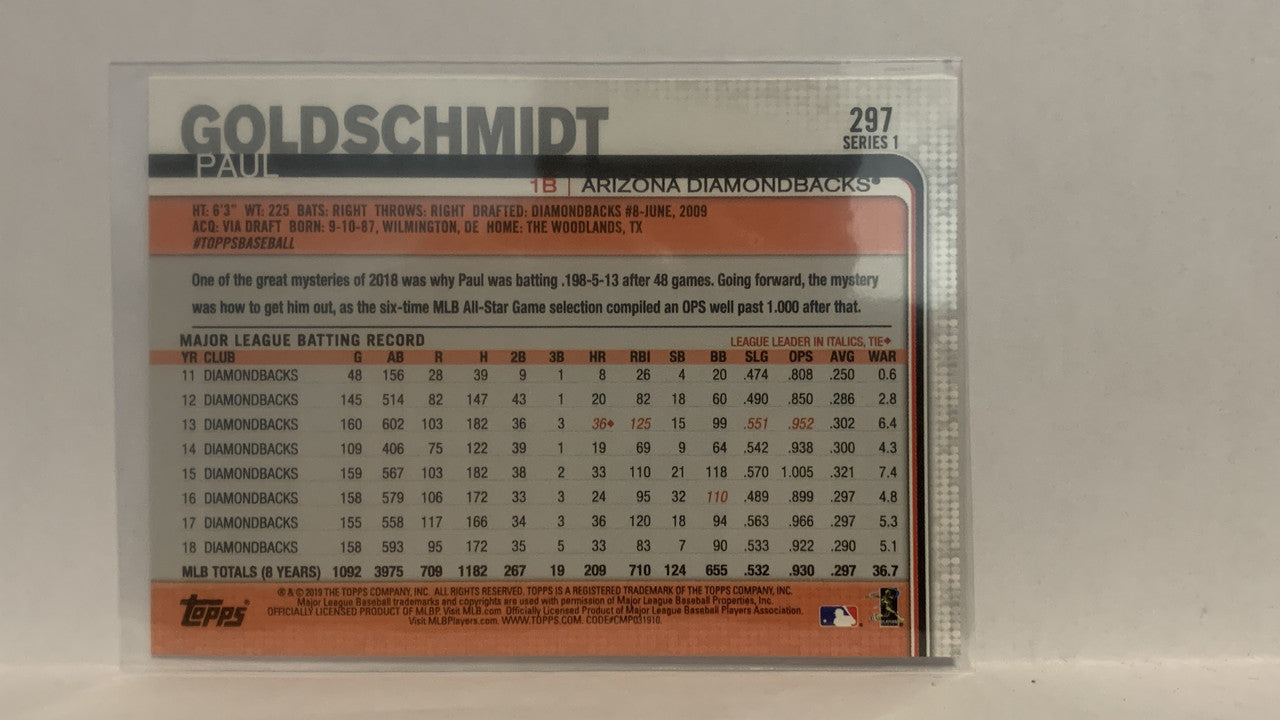 GOLDSCHMIDT
PAUL
297
SERIES 1
1B | ARIZONA DIAMONDBACKS®
HT: 6'3" WT: 225 BATS: RIGHT THROWS: RIGHT DRAFTED: DIAMONDBACKS #8-JUNE, 2009
ACQ: VIA DRAFT BORN: 9-10-87, WILMINGTON, DE HOME: THE WOODLANDS, TX
#TOPPSBASEBALL
One of the great mysteries of 2018 was why Paul was batting .198-5-13 after 48 games. Going forward, the mystery
was how to get him out, as the six-time MLB All-Star Game selection compiled an OPS well past 1.000 after that.
MAJOR LEAGUE BATTING RECORD LEAGUE LEADER IN ITALICS, TIE◆
YR CLUB G AB R H 2B 3B HR RBI SB BB SLG OPS AVG WAR
11 DIAMONDBACKS 48 156 28 39 9 1 8 26 4 20 .474 .808 .250 0.6
12 DIAMONDBACKS 145 514 82 147 43 1 20 82 18 60 .490 .850 .286 2.8
13 DIAMONDBACKS 160 602 103 182 36 3 36◆ 125 15 99 .551 .952 .302 6.4
14 DIAMONDBACKS 109 406 75 122 39 1 19 69 9 64 .542 .938 .300 4.3
15 DIAMONDBACKS 159 567 103 182 38 2 33 110 21 118 .570 1.005 .321 7.4
16 DIAMONDBACKS 158 579 106 172 33 3 24 95 32 110 .489 .899 .297 4.8
17 DIAMONDBACKS 155 558 117 166 34 3 36 120 18 94 .563 .966 .297 5.3
18 DIAMONDBACKS 158 593 95 172 35 5 33 83 7 90 .533 .922 .290 5.1
MLB TOTALS (8 YEARS) 1092 3975 709 1182 267 19 209 710 124 655 .532 .930 .297 36.7
® & © 2019 THE TOPPS COMPANY, INC. ALL RIGHTS RESERVED. TOPPS IS A REGISTERED TRADEMARK OF THE TOPPS COMPANY, INC.
Major League Baseball trademarks and copyrights are used with permission of Major League Baseball Properties, Inc.
OFFICIALLY LICENSED PRODUCT OF MLBP. Visit MLB.com. Officially Licensed Product of Major League Baseball Players Association.
Visit MLBPlayers.com. WWW.TOPPS.COM. CODE#CMP031910.
topps